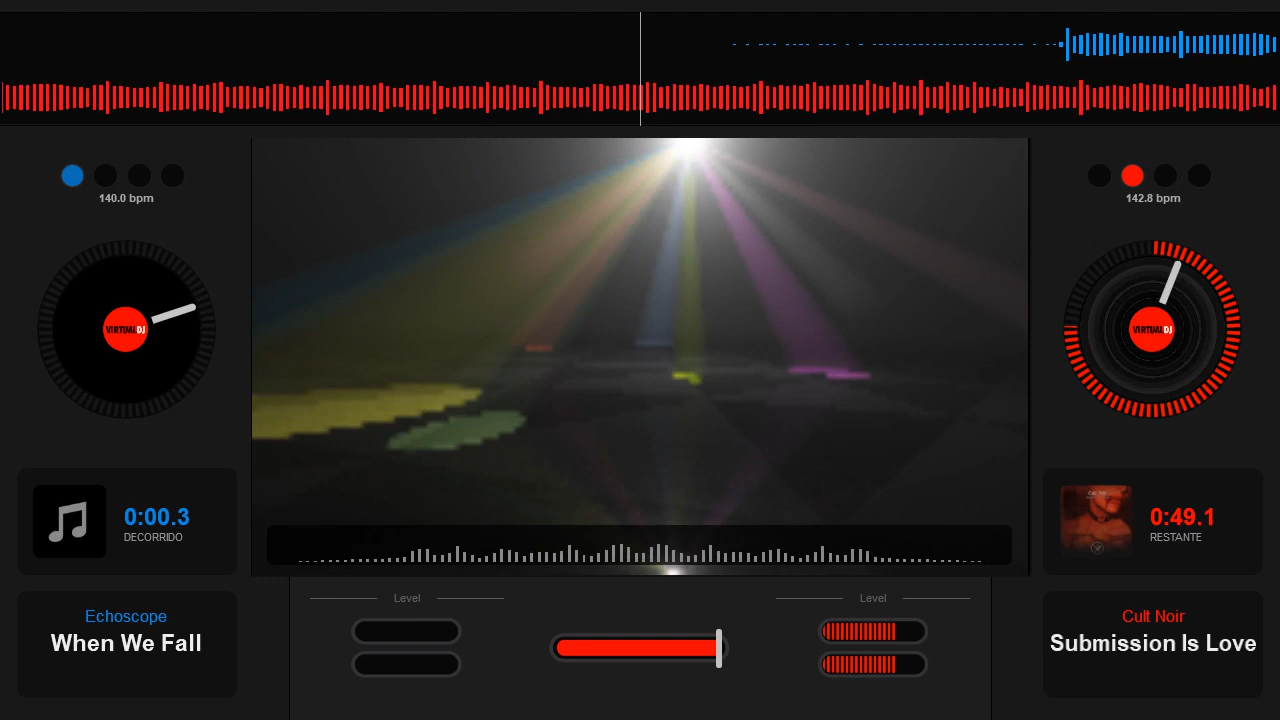 140.0 bpm
142.8 bpm
VIRTUALDJ
VIRTUALDJ
0:00.3
DECORRIDO
0:49.1
RESTANTE
Echoscope
When We Fall
Level
Level
Cult Noir
Submission Is Love